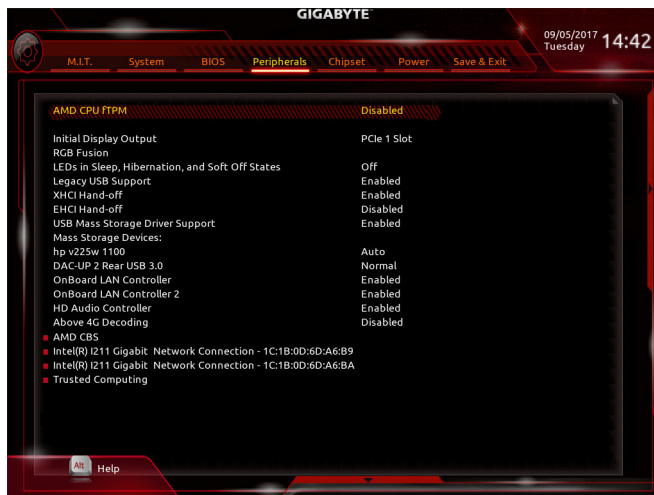 GIGABYTE™
09/05/2017 14:42
Tuesday
M.I.T. System BIOS Peripherals Chipset Power Save & Exit
AMD CPU fTPM Disabled
Initial Display Output PCIe 1 Slot
RGB Fusion
LEDs in Sleep, Hibernation, and Soft Off States Off
Legacy USB Support Enabled
XHCI Hand-off Enabled
EHCI Hand-off Disabled
USB Mass Storage Driver Support Enabled
Mass Storage Devices:
hp v225w 1100 Auto
DAC-UP 2 Rear USB 3.0 Normal
OnBoard LAN Controller Enabled
OnBoard LAN Controller 2 Enabled
HD Audio Controller Enabled
Above 4G Decoding Disabled
AMD CBS
Intel(R) I211 Gigabit Network Connection - 1C:1B:0D:6D:A6:B9
Intel(R) I211 Gigabit Network Connection - 1C:1B:0D:6D:A6:BA
Trusted Computing
Alt Help